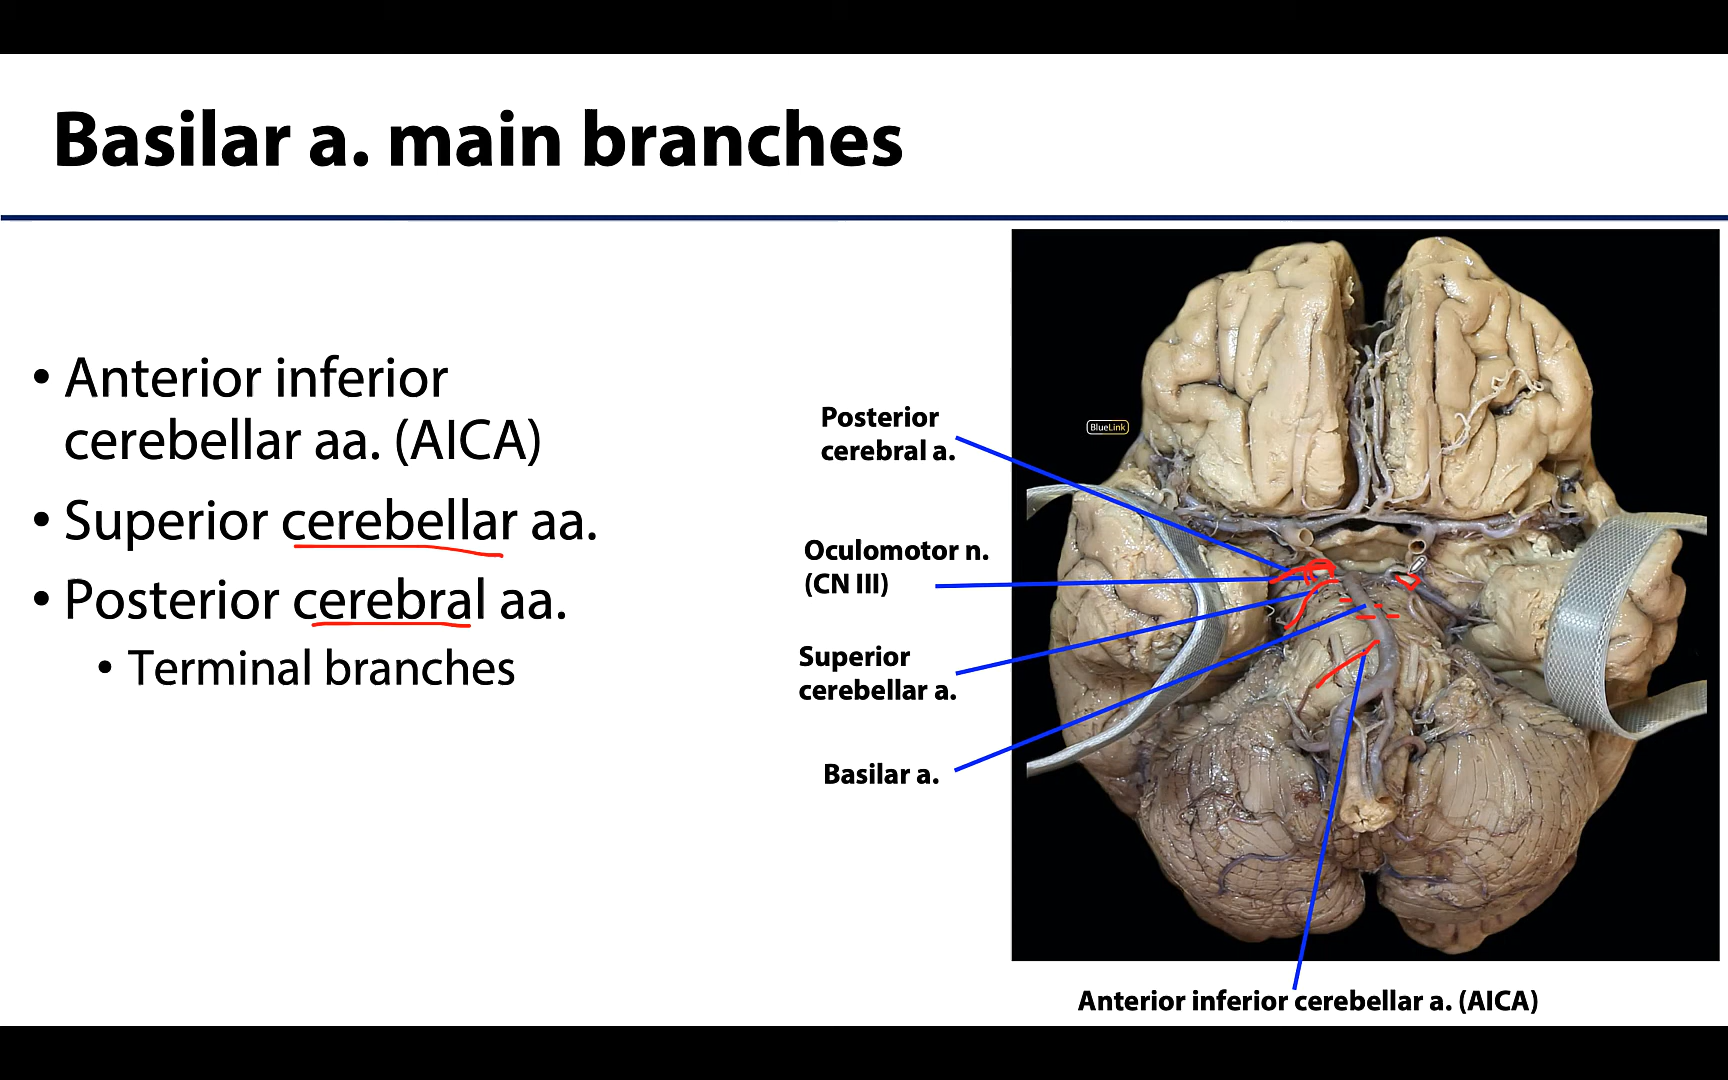 Basilar a. main branches
• Anterior inferior
cerebellar aa. (AICA)
• Superior cerebellar aa.
• Posterior cerebral aa.
• Terminal branches
Posterior
cerebral a.
Oculomotor n.
(CN III)
Superior
cerebellar a.
Basilar a.
BlueLink
Anterior inferior cerebellar a. (AICA)